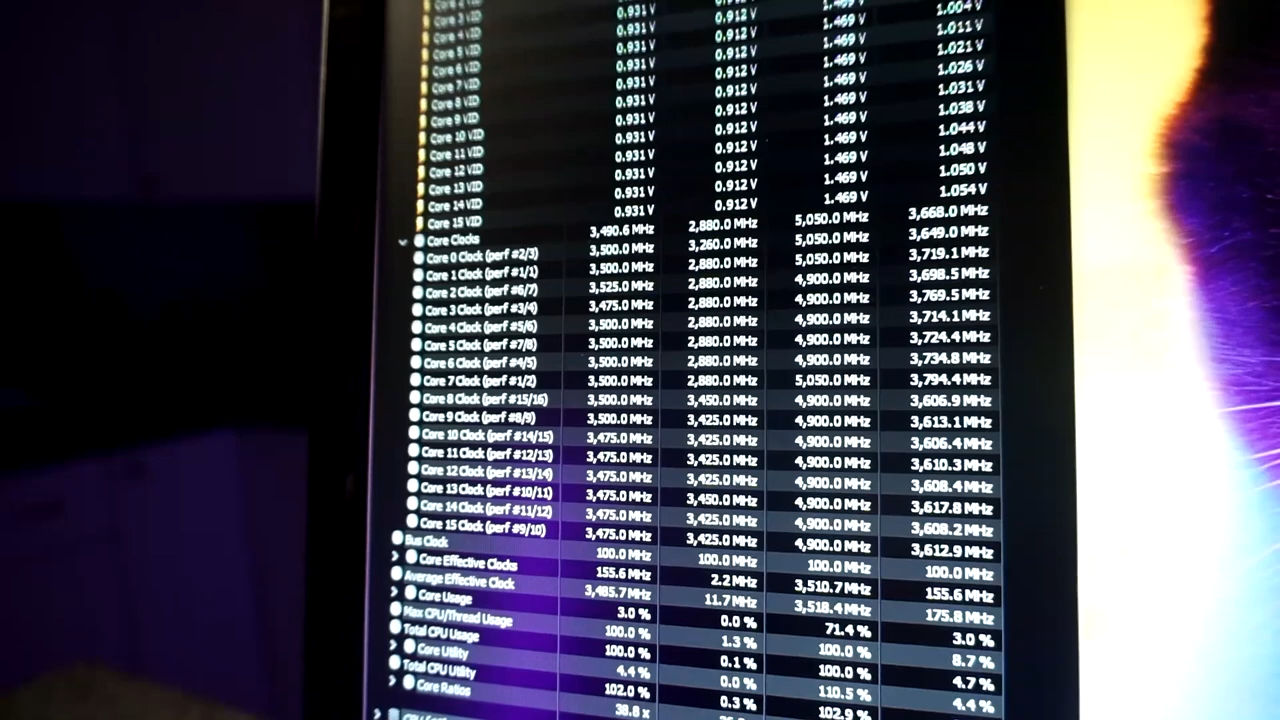 Core 3 VID
Core 4 VID 0.931 V
Core 5 VID 0.931 V 0.912 V 1.469 V
Core 6 VID 0.931 V 0.912 V 1.469 V 1.004 V
Core 7 VID 0.931 V 0.912 V 1.469 V 1.011 V
Core 8 VID 0.931 V 0.912 V 1.469 V 1.021 V
Core 9 VID 0.931 V 0.912 V 1.469 V 1.026 V
Core 10 VID 0.931 V 0.912 V 1.469 V 1.031 V
Core 11 VID 0.931 V 0.912 V 1.469 V 1.038 V
Core 12 VID 0.931 V 0.912 V 1.469 V 1.044 V
Core 13 VID 0.931 V 0.912 V 1.469 V 1.048 V
Core 14 VID 0.931 V 0.912 V 1.469 V 1.050 V
Core 15 VID 0.931 V 0.912 V 1.469 V 1.054 V
Core Clocks 3,490.6 MHz 2,880.0 MHz 5,050.0 MHz 3,668.0 MHz
Core 0 Clock (perf #2/3) 3,500.0 MHz 3,260.0 MHz 5,050.0 MHz 3,649.0 MHz
Core 1 Clock (perf #1/1) 3,500.0 MHz 2,880.0 MHz 5,050.0 MHz 3,719.1 MHz
Core 2 Clock (perf #6/7) 3,525.0 MHz 2,880.0 MHz 4,900.0 MHz 3,698.5 MHz
Core 3 Clock (perf #3/4) 3,475.0 MHz 2,880.0 MHz 4,900.0 MHz 3,769.5 MHz
Core 4 Clock (perf #5/6) 3,500.0 MHz 2,880.0 MHz 4,900.0 MHz 3,714.1 MHz
Core 5 Clock (perf #7/8) 3,500.0 MHz 2,880.0 MHz 4,900.0 MHz 3,724.4 MHz
Core 6 Clock (perf #4/5) 3,500.0 MHz 2,880.0 MHz 4,900.0 MHz 3,734.8 MHz
Core 7 Clock (perf #1/2) 3,500.0 MHz 2,880.0 MHz 5,050.0 MHz 3,794.4 MHz
Core 8 Clock (perf #15/16) 3,500.0 MHz 3,450.0 MHz 4,900.0 MHz 3,606.9 MHz
Core 9 Clock (perf #8/9) 3,500.0 MHz 3,425.0 MHz 4,900.0 MHz 3,613.1 MHz
Core 10 Clock (perf #14/15) 3,475.0 MHz 3,425.0 MHz 4,900.0 MHz 3,606.4 MHz
Core 11 Clock (perf #12/13) 3,475.0 MHz 3,425.0 MHz 4,900.0 MHz 3,610.3 MHz
Core 12 Clock (perf #13/14) 3,475.0 MHz 3,425.0 MHz 4,900.0 MHz 3,608.4 MHz
Core 13 Clock (perf #10/11) 3,475.0 MHz 3,450.0 MHz 4,900.0 MHz 3,617.8 MHz
Core 14 Clock (perf #11/12) 3,475.0 MHz 3,425.0 MHz 4,900.0 MHz 3,608.2 MHz
Core 15 Clock (perf #9/10) 3,475.0 MHz 3,425.0 MHz 4,900.0 MHz 3,612.9 MHz
Bus Clock 100.0 MHz 100.0 MHz 100.0 MHz 100.0 MHz
Core Effective Clocks 155.6 MHz 2.2 MHz 3,510.7 MHz 155.6 MHz
Average Effective Clock 3,485.7 MHz 11.7 MHz 3,518.4 MHz 175.8 MHz
Core Usage 3.0 % 0.0 % 71.4 % 3.0 %
Max CPU/Thread Usage 100.0 % 1.3 % 100.0 % 8.7 %
Total CPU Usage 100.0 % 0.1 % 100.0 % 4.7 %
Core Utility 4.4 % 0.0 % 110.5 % 4.4 %
Total CPU Utility 102.0 % 0.3 % 102.9 %
Core Ratios 38.8 x